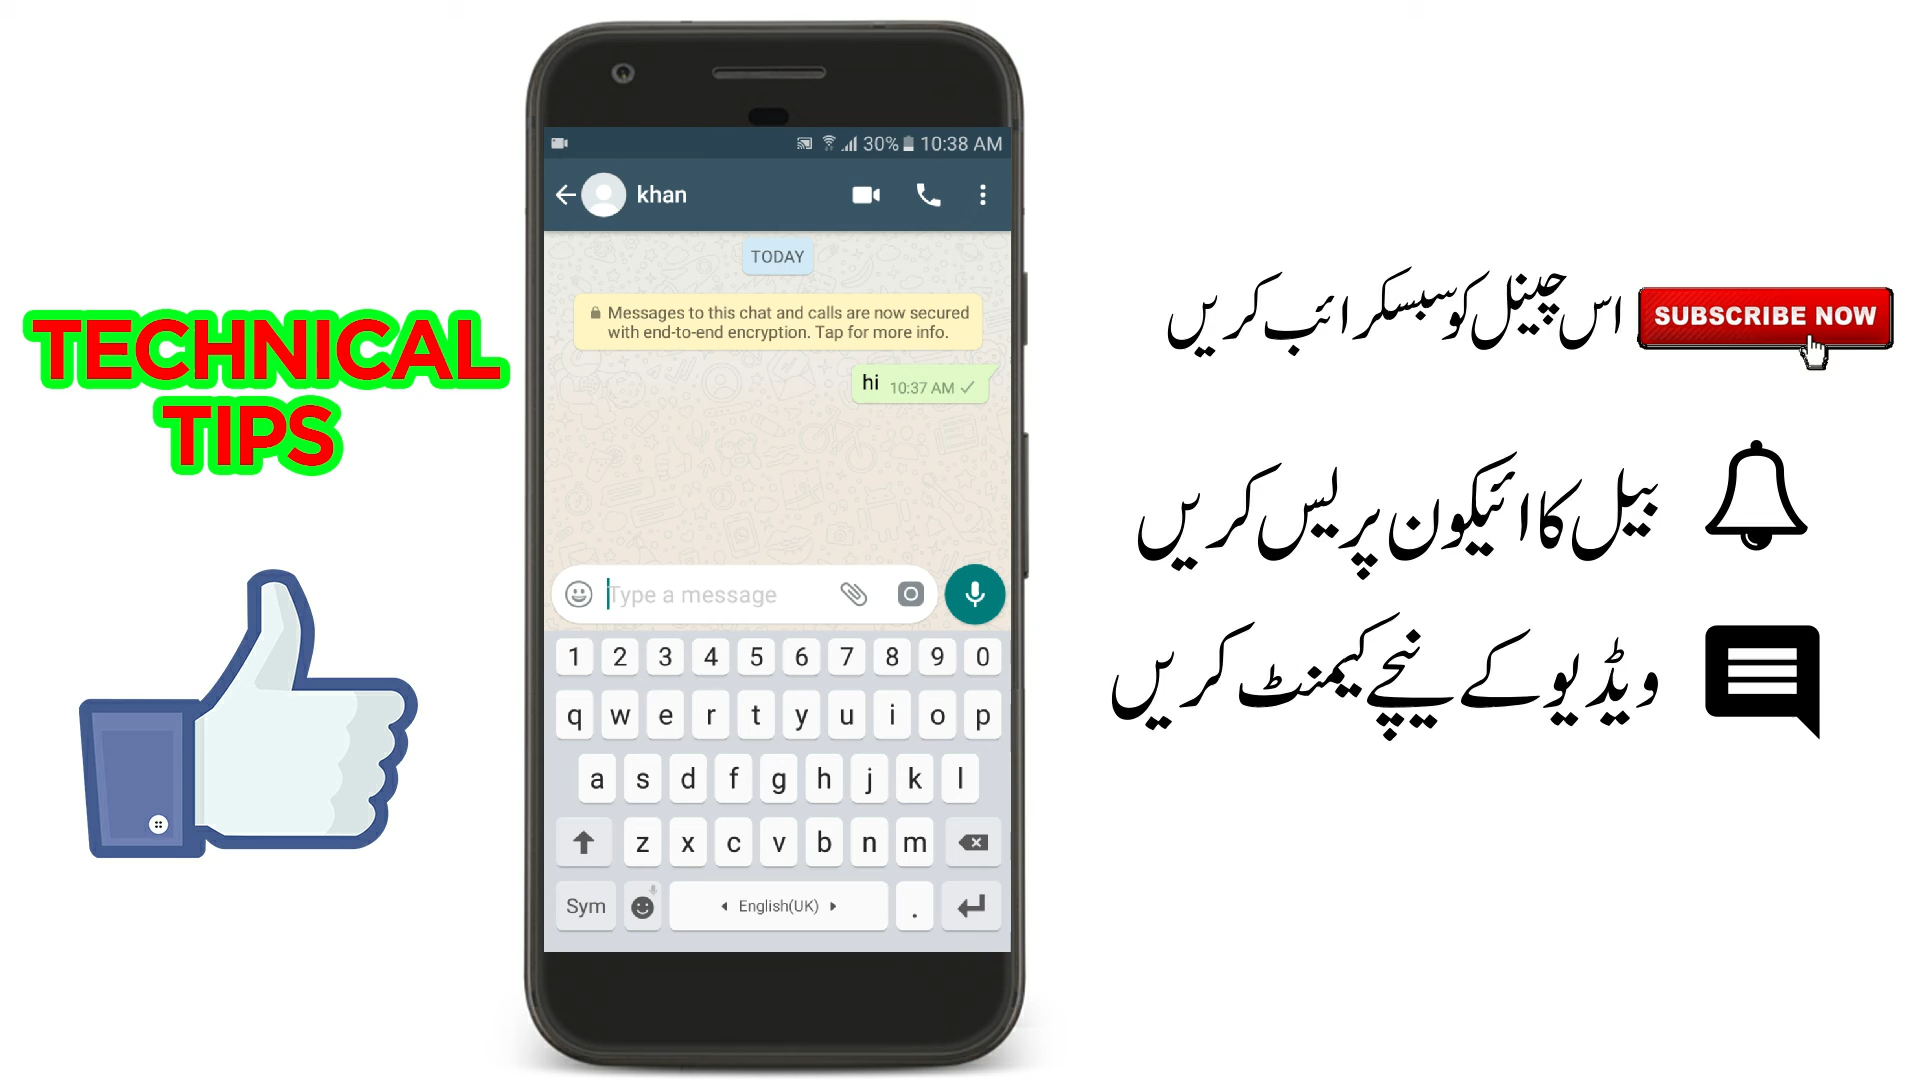 TECHNICAL
TIPS
30% 10:38 AM
khan
TODAY
Messages to this chat and calls are now secured
with end-to-end encryption. Tap for more info.
hi 10:37 AM
Type a message
1 2 3 4 5 6 7 8 9 0
q w e r t y u i o p
a s d f g h j k l
z x c v b n m
Sym English(UK) .
اس چینل کو سبسکرائب کریں
SUBSCRIBE NOW
بیل کا ائیکون پریس کریں
ویڈیو کے نیچے کیمنٹ کریں